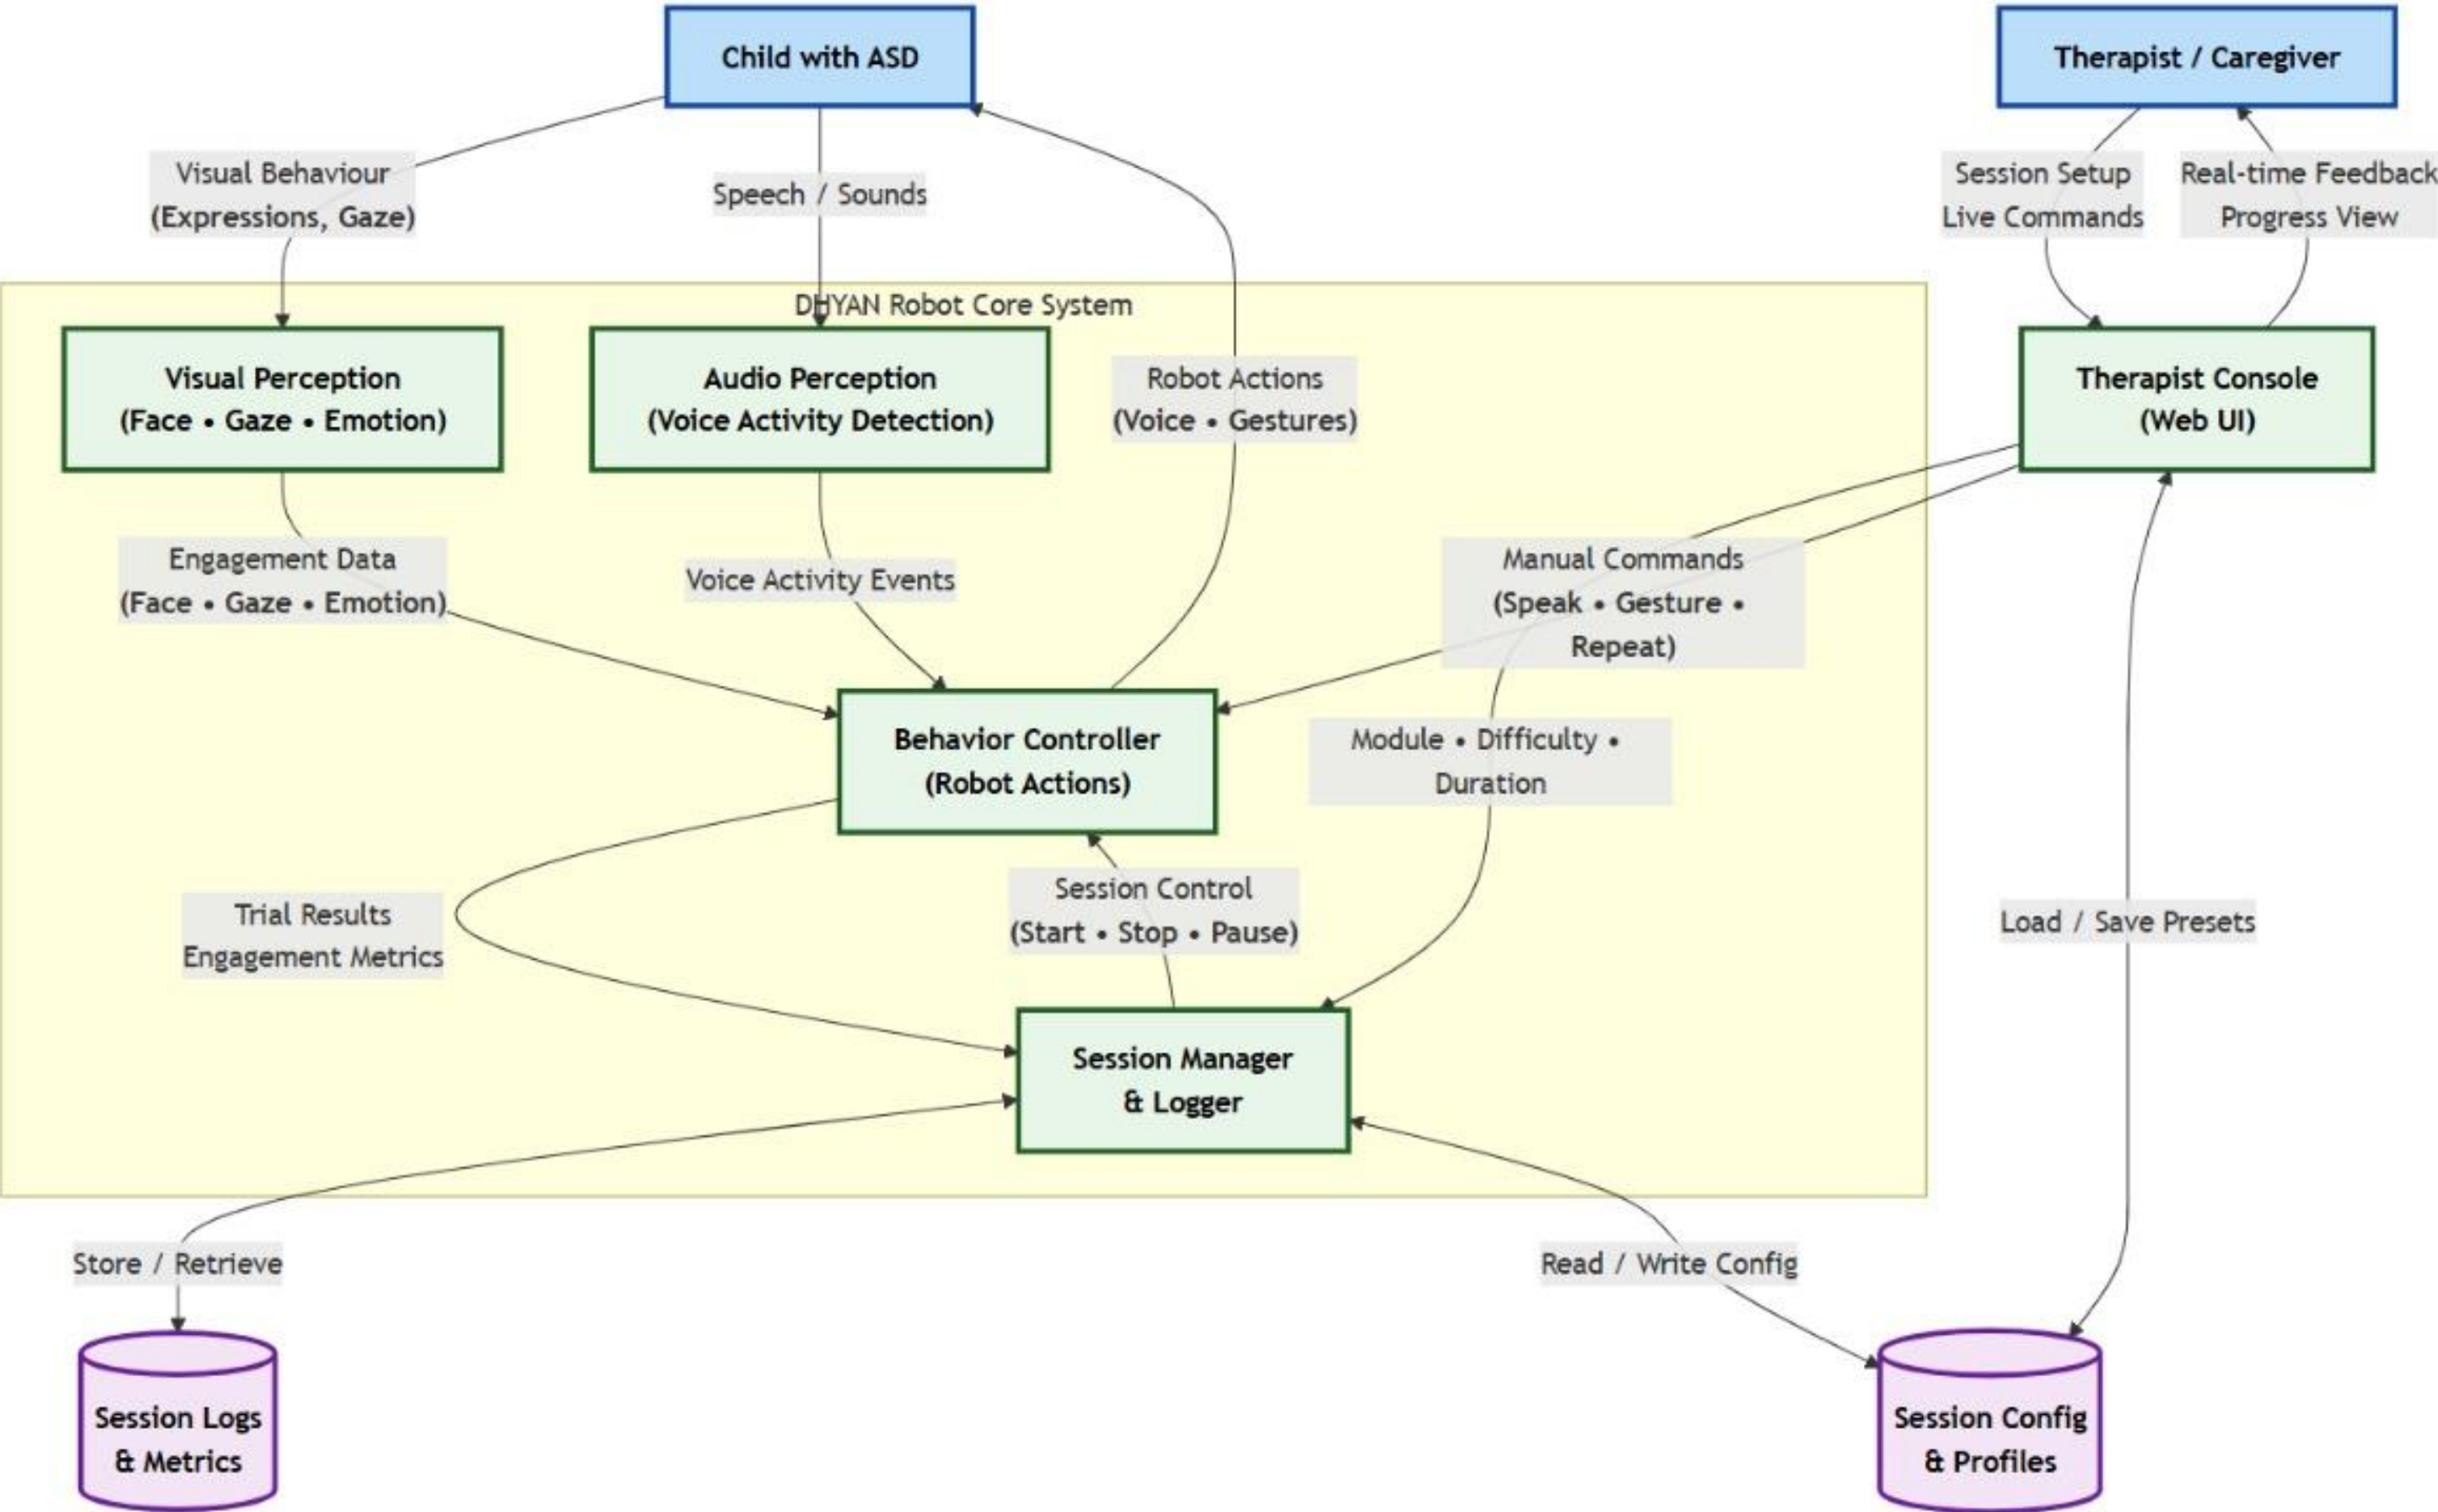 Child with ASD
Therapist / Caregiver
Visual Behaviour
(Expressions, Gaze)
Speech / Sounds
Session Setup
Live Commands
Real-time Feedback
Progress View
DHYAN Robot Core System
Visual Perception
(Face • Gaze • Emotion)
Audio Perception
(Voice Activity Detection)
Robot Actions
(Voice • Gestures)
Therapist Console
(Web UI)
Engagement Data
(Face • Gaze • Emotion)
Voice Activity Events
Manual Commands
(Speak • Gesture •
Repeat)
Behavior Controller
(Robot Actions)
Module • Difficulty •
Duration
Trial Results
Engagement Metrics
Session Control
(Start • Stop • Pause)
Load / Save Presets
Session Manager
& Logger
Store / Retrieve
Read / Write Config
Session Logs
& Metrics
Session Config
& Profiles